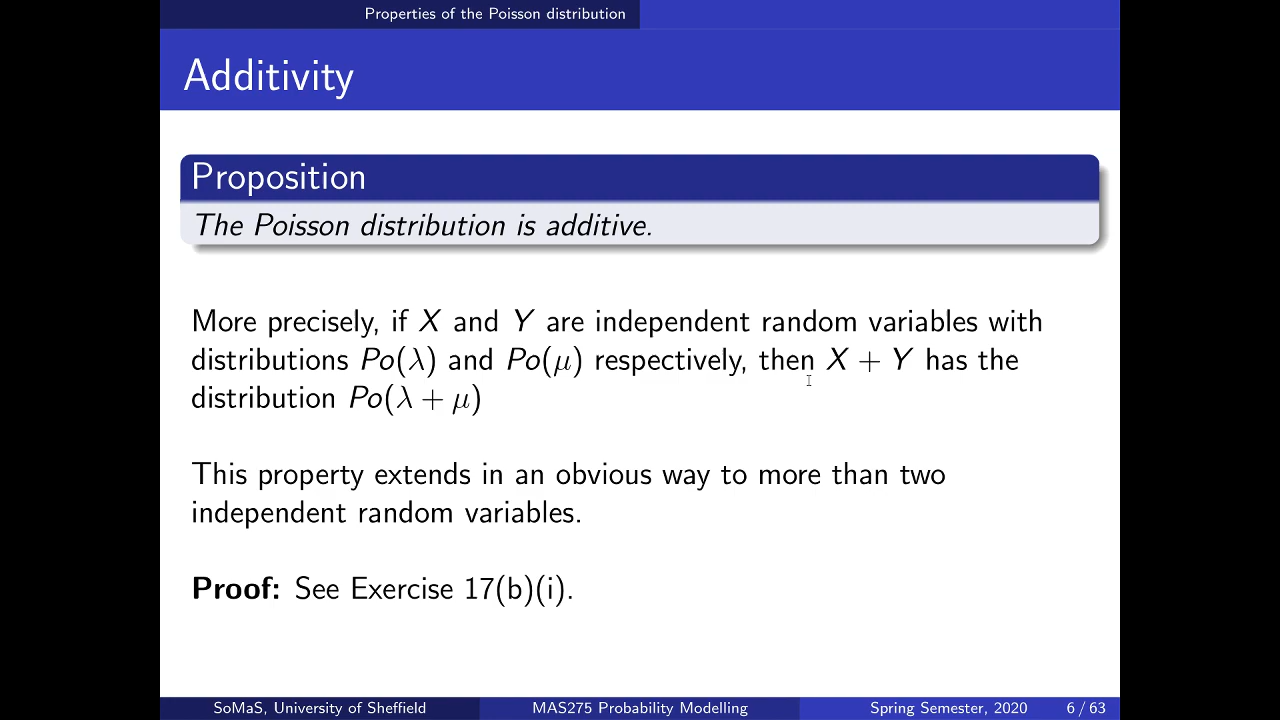 Properties of the Poisson distribution
Additivity
Proposition
The Poisson distribution is additive.
More precisely, if X and Y are independent random variables with
distributions Po(λ) and Po(μ) respectively, then X + Y has the
distribution Po(λ + μ)
This property extends in an obvious way to more than two
independent random variables.
Proof: See Exercise 17(b)(i).
SoMaS, University of Sheffield MAS275 Probability Modelling Spring Semester, 2020 6 / 63